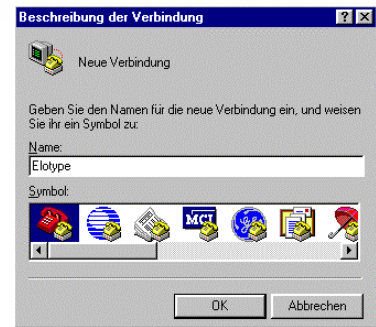 Beschreibung der Verbindung
Neue Verbindung
Geben Sie den Namen für die neue Verbindung ein, und weisen
Sie ihr ein Symbol zu:
Name:
Elotype
Symbol:
MCI
OK Abbrechen